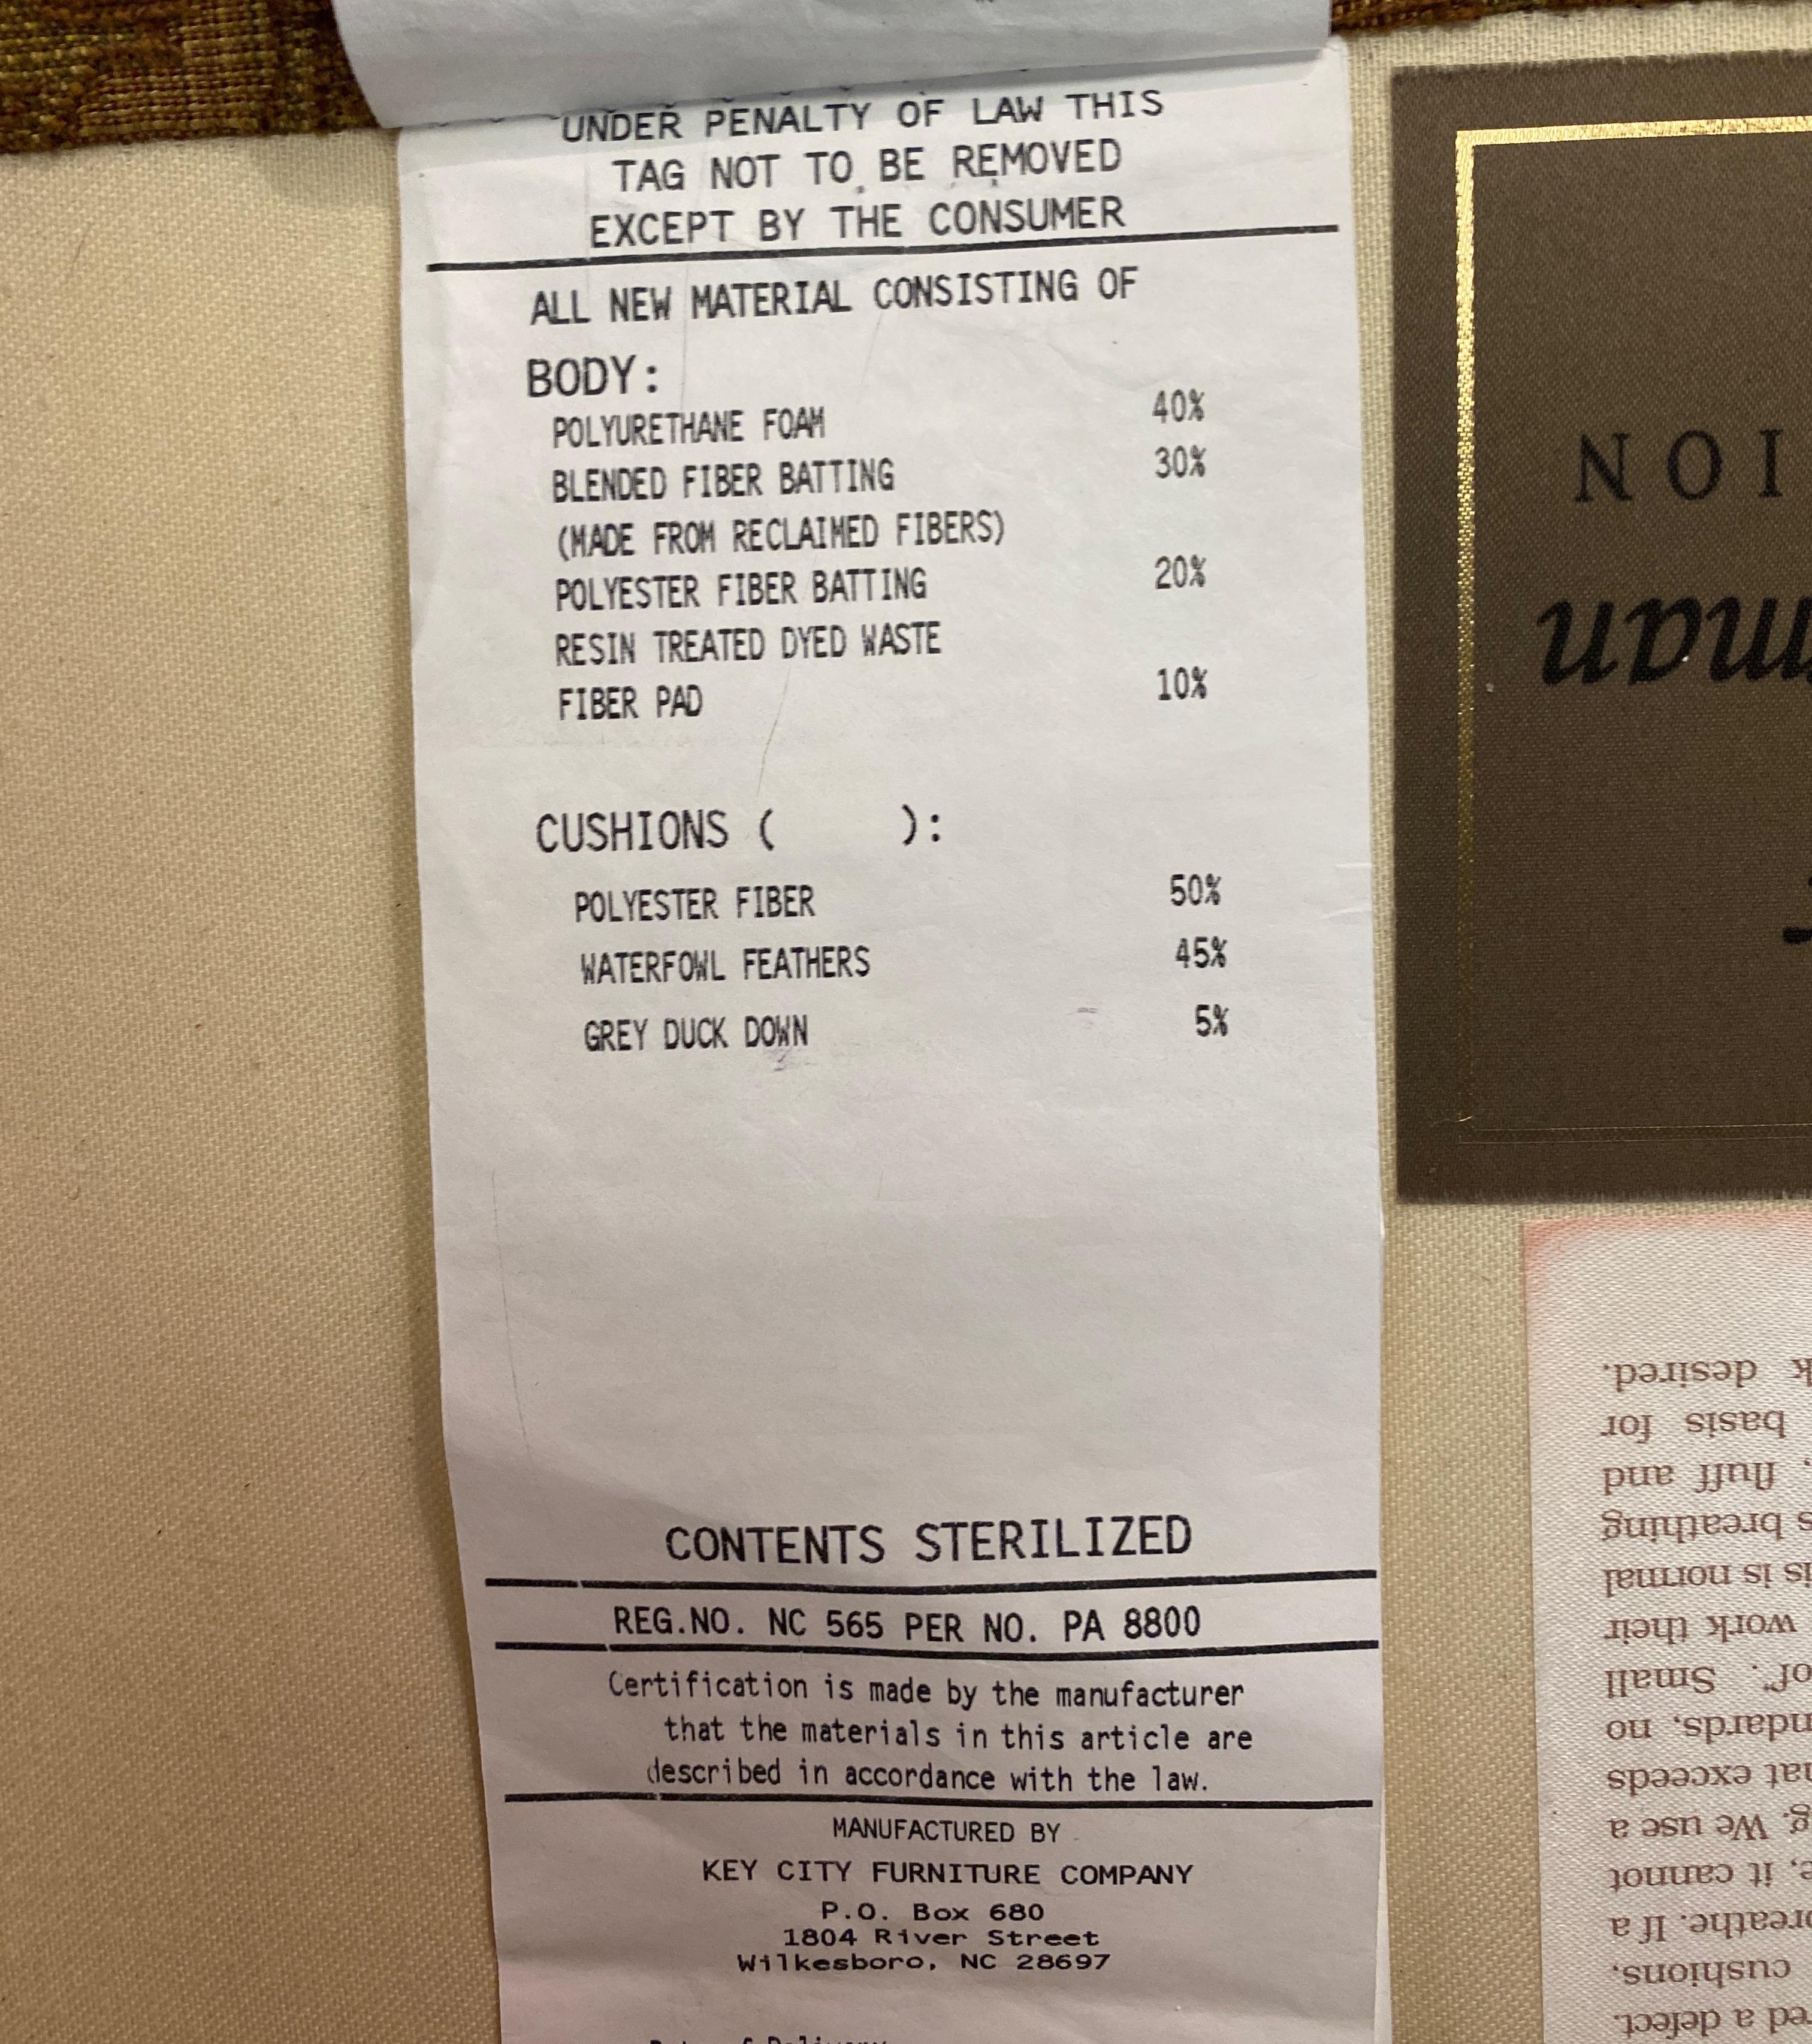 UNDER PENALTY OF LAW THIS
TAG NOT TO BE REMOVED
EXCEPT BY THE CONSUMER
ALL NEW MATERIAL CONSISTING OF
BODY:
POLYURETHANE FOAM 40%
BLENDED FIBER BATTING 30%
(MADE FROM RECLAIMED FIBERS)
POLYESTER FIBER BATTING 20%
RESIN TREATED DYED WASTE
FIBER PAD 10%
CUSHIONS ( ):
POLYESTER FIBER 50%
WATERFOWL FEATHERS 45%
GREY DUCK DOWN 5%
CONTENTS STERILIZED
REG.NO. NC 565 PER NO. PA 8800
Certification is made by the manufacturer
that the materials in this article are
described in accordance with the law.
MANUFACTURED BY
KEY CITY FURNITURE COMPANY
P.O. Box 680
1804 River Street
Wilkesboro, NC 28697
a defect.
cushions,
If a
it cannot
We use a
exceeds
no
Small
work their
is normal
breathing
fluff and
basis for
desired.